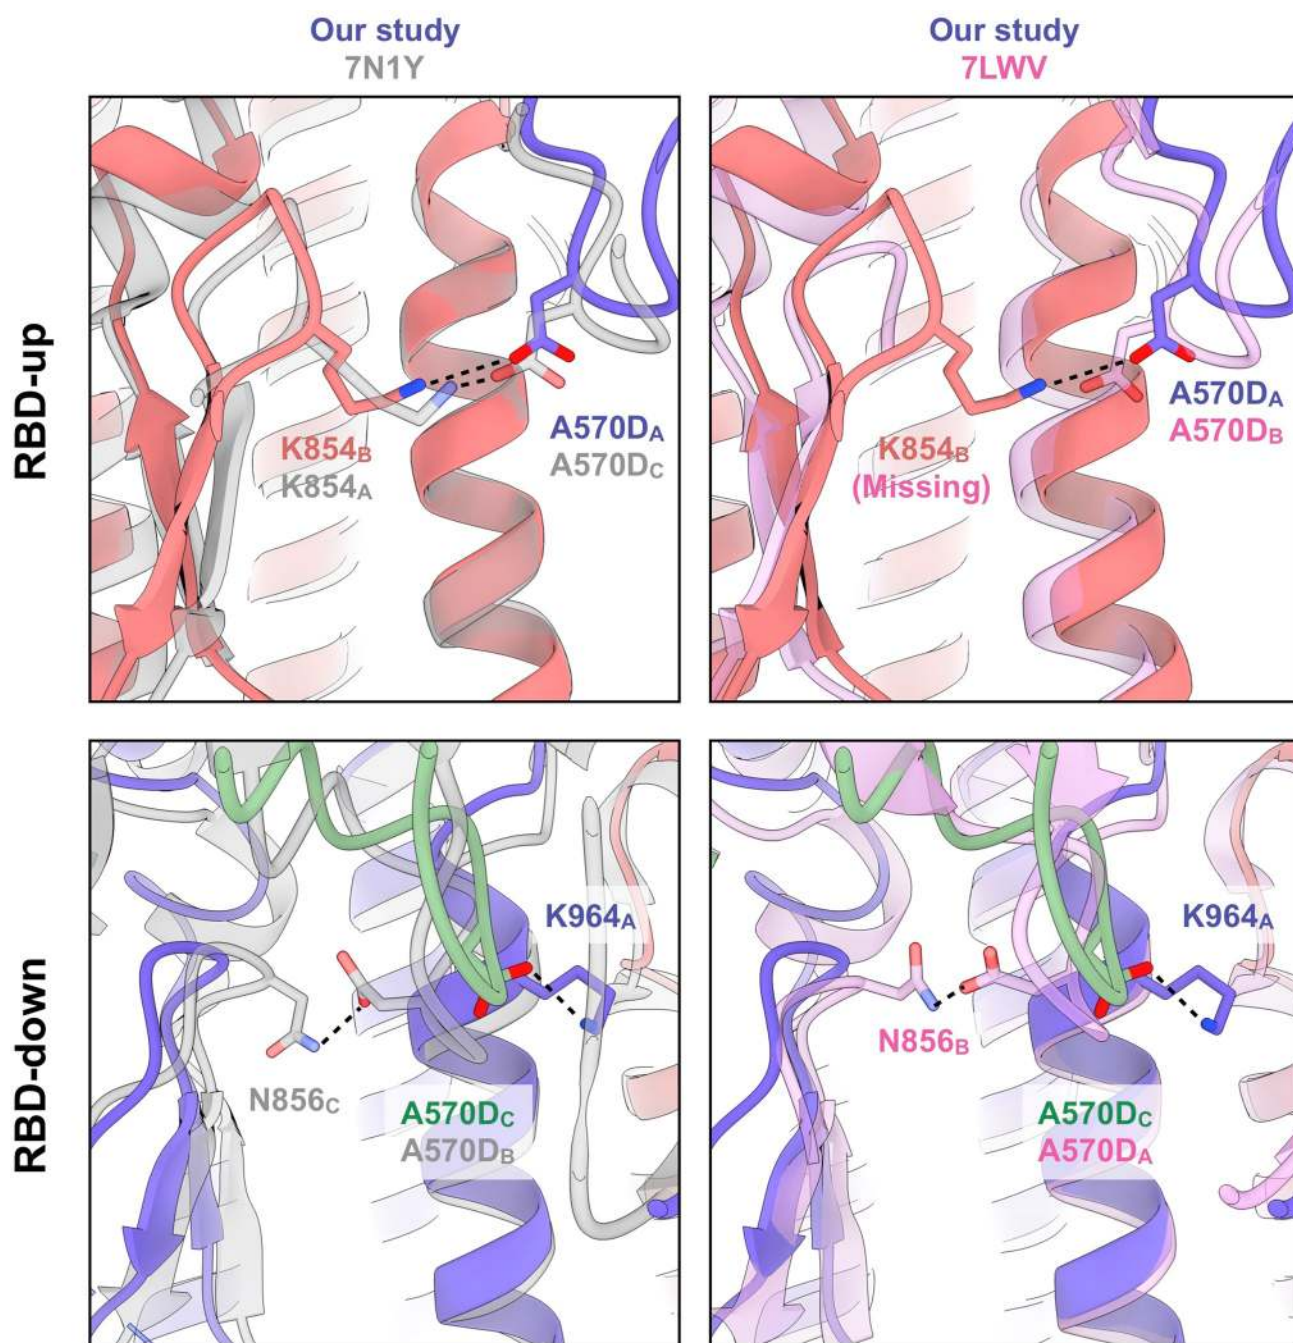 Our study
7N1Y
Our study
7LWV
RBD-up
K854B
K854A
A570DA
A570DC
K854B
(Missing)
A570DA
A570DB
RBD-down
K964A
N856C
A570DC
A570DB
K964A
N856B
A570DC
A570DA